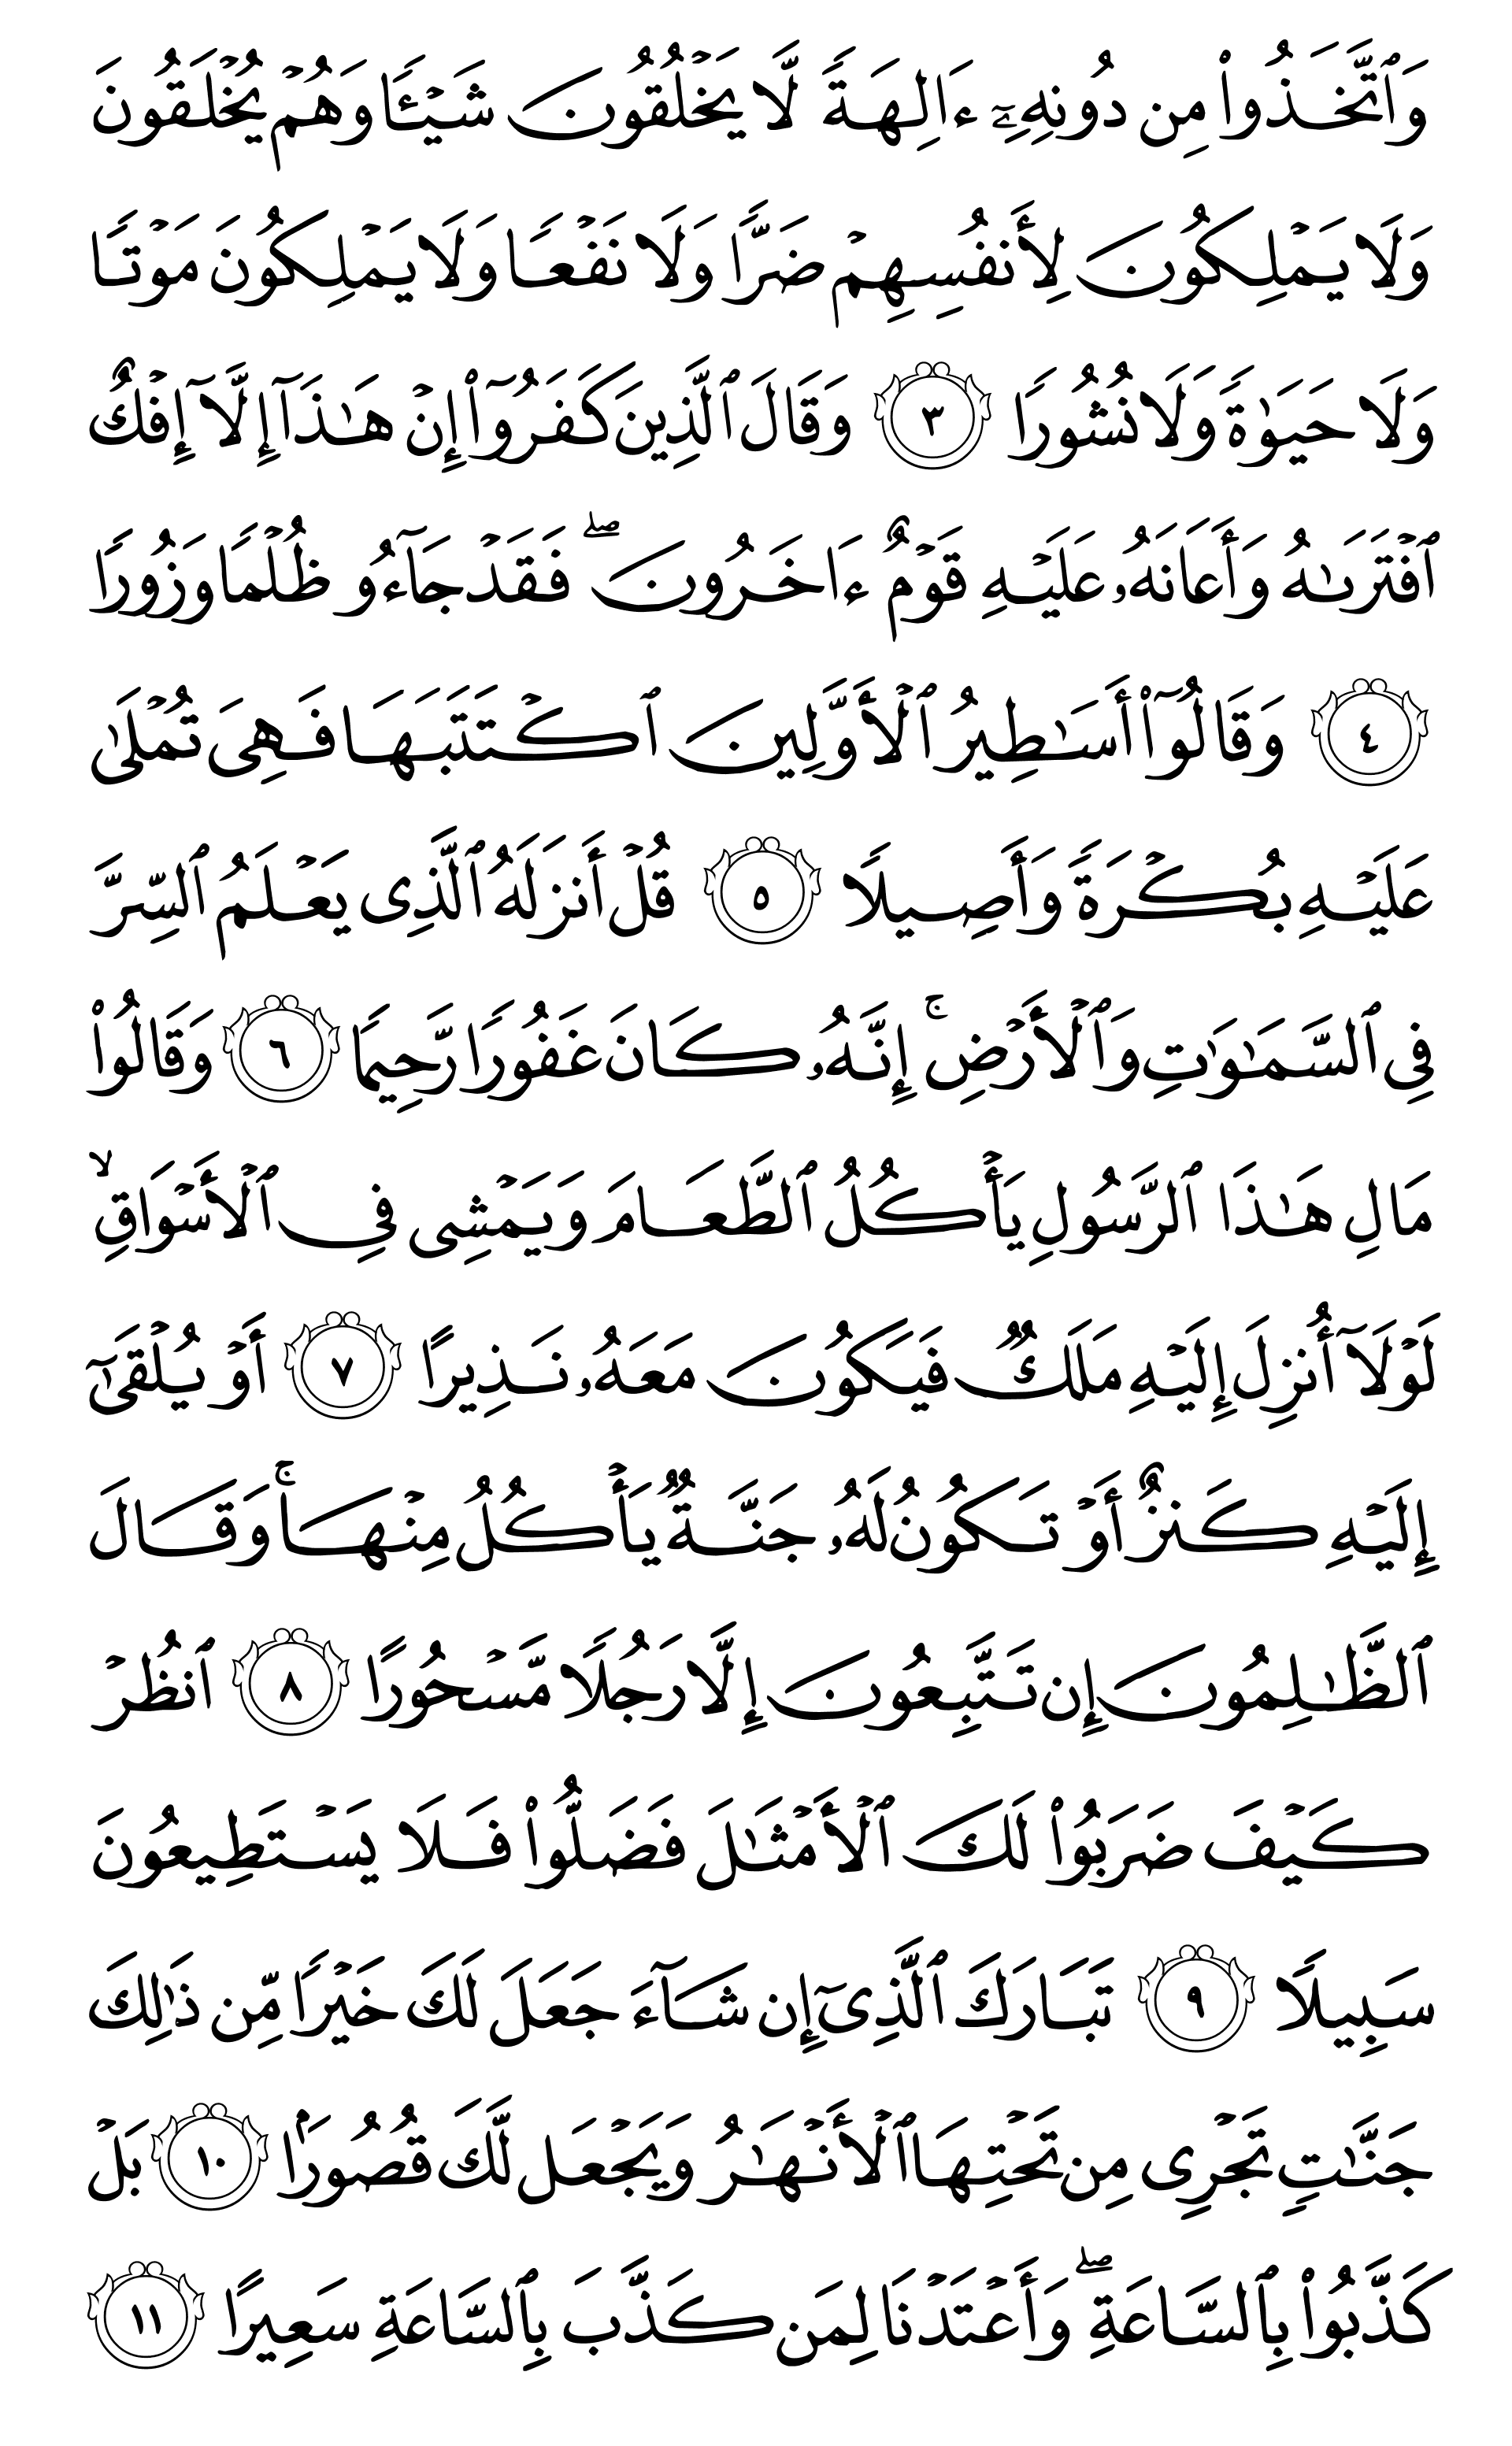 وَٱتَّخَذُوا۟ مِن دُونِهِۦٓ ءَالِهَةً لَّا يَخْلُقُونَ شَيْـًٔا وَهُمْ يُخْلَقُونَ
وَلَا يَمْلِكُونَ لِأَنفُسِهِمْ ضَرًّا وَلَا نَفْعًا وَلَا يَمْلِكُونَ مَوْتًا
وَلَا حَيَوٰةً وَلَا نُشُورًا ٣ وَقَالَ ٱلَّذِينَ كَفَرُوٓا۟ إِنْ هَـٰذَآ إِلَّآ إِفْكٌ
ٱفْتَرَىٰهُ وَأَعَانَهُۥ عَلَيْهِ قَوْمٌ ءَاخَرُونَ ۖ فَقَدْ جَآءُو ظُلْمًا وَزُورًا
٤ وَقَالُوٓا۟ أَسَـٰطِيرُ ٱلْأَوَّلِينَ ٱكْتَتَبَهَا فَهِىَ تُمْلَىٰ
عَلَيْهِ بُكْرَةً وَأَصِيلًا ٥ قُلْ أَنزَلَهُ ٱلَّذِى يَعْلَمُ ٱلسِّرَّ
فِى ٱلسَّمَـٰوَٰتِ وَٱلْأَرْضِ ۚ إِنَّهُۥ كَانَ غَفُورًا رَّحِيمًا ٦ وَقَالُوا۟
مَالِ هَـٰذَا ٱلرَّسُولِ يَأْكُلُ ٱلطَّعَامَ وَيَمْشِى فِى ٱلْأَسْوَاقِ ۙ
لَوْلَآ أُنزِلَ إِلَيْهِ مَلَكٌ فَيَكُونَ مَعَهُۥ نَذِيرًا ٧ أَوْ يُلْقَىٰٓ
إِلَيْهِ كَنزٌ أَوْ تَكُونُ لَهُۥ جَنَّةٌ يَأْكُلُ مِنْهَا ۚ وَقَالَ
ٱلظَّـٰلِمُونَ إِن تَتَّبِعُونَ إِلَّا رَجُلًا مَّسْحُورًا ٨ ٱنظُرْ
كَيْفَ ضَرَبُوا۟ لَكَ ٱلْأَمْثَـٰلَ فَضَلُّوا۟ فَلَا يَسْتَطِيعُونَ
سَبِيلًا ٩ تَبَارَكَ ٱلَّذِىٓ إِن شَآءَ جَعَلَ لَكَ خَيْرًا مِّن ذَٰلِكَ
جَنَّـٰتٍ تَجْرِى مِن تَحْتِهَا ٱلْأَنْهَـٰرُ وَيَجْعَل لَّكَ قُصُورًۢا ١٠ بَلْ
كَذَّبُوا۟ بِٱلسَّاعَةِ ۖ وَأَعْتَدْنَا لِمَن كَذَّبَ بِٱلسَّاعَةِ سَعِيرًا ١١